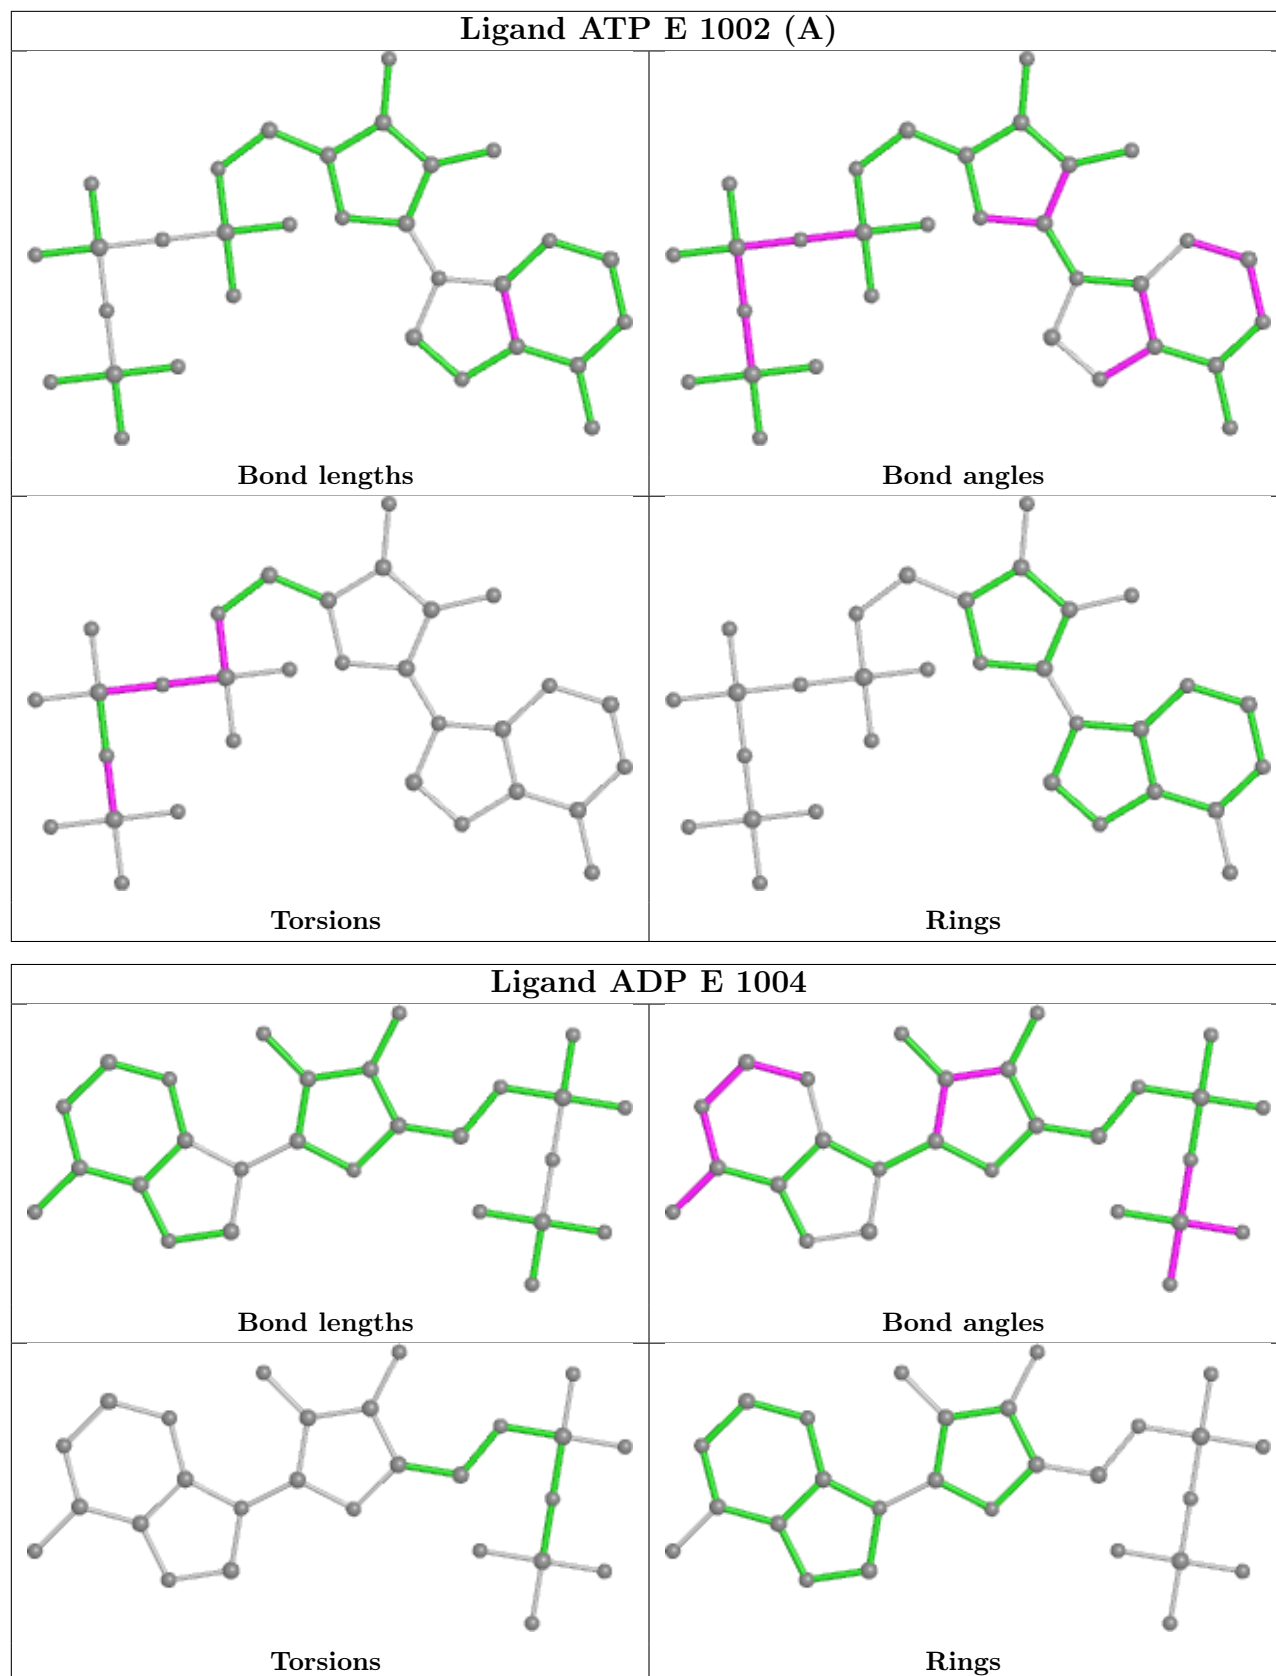 Ligand ATP E 1002 (A)
Bond lengths
Bond angles
Torsions
Rings
Ligand ADP E 1004
Bond lengths
Bond angles
Torsions
Rings